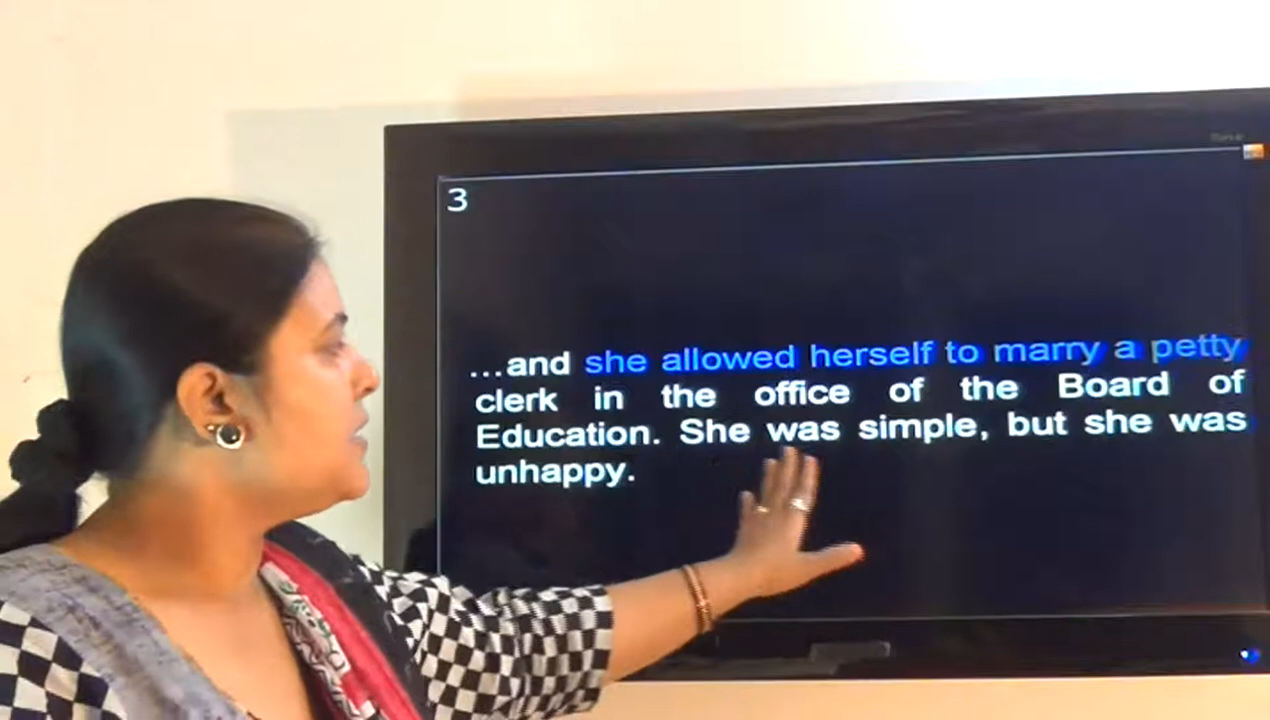 3
...and she allowed herself to marry a petty
clerk in the office of the Board of
Education. She was simple, but she was
unhappy.